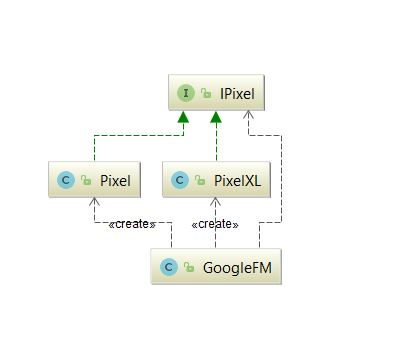 I IPixel
C Pixel
C PixelXL
«create»
«create»
C GoogleFM